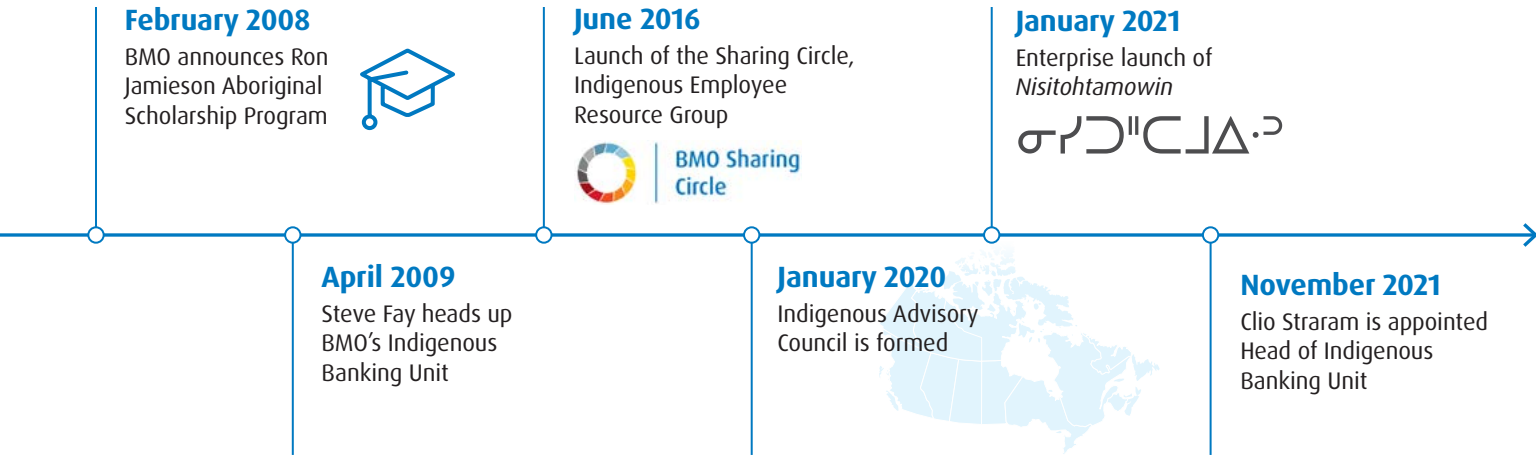 February 2008
BMO announces Ron
Jamieson Aboriginal
Scholarship Program
June 2016
Launch of the Sharing Circle,
Indigenous Employee
Resource Group
BMO Sharing
Circle
January 2021
Enterprise launch of
Nisitohtamowin
ᓂᓯᑐᐦᑕᒧᐏᐣ
April 2009
Steve Fay heads up
BMO’s Indigenous
Banking Unit
January 2020
Indigenous Advisory
Council is formed
November 2021
Clio Straram is appointed
Head of Indigenous
Banking Unit